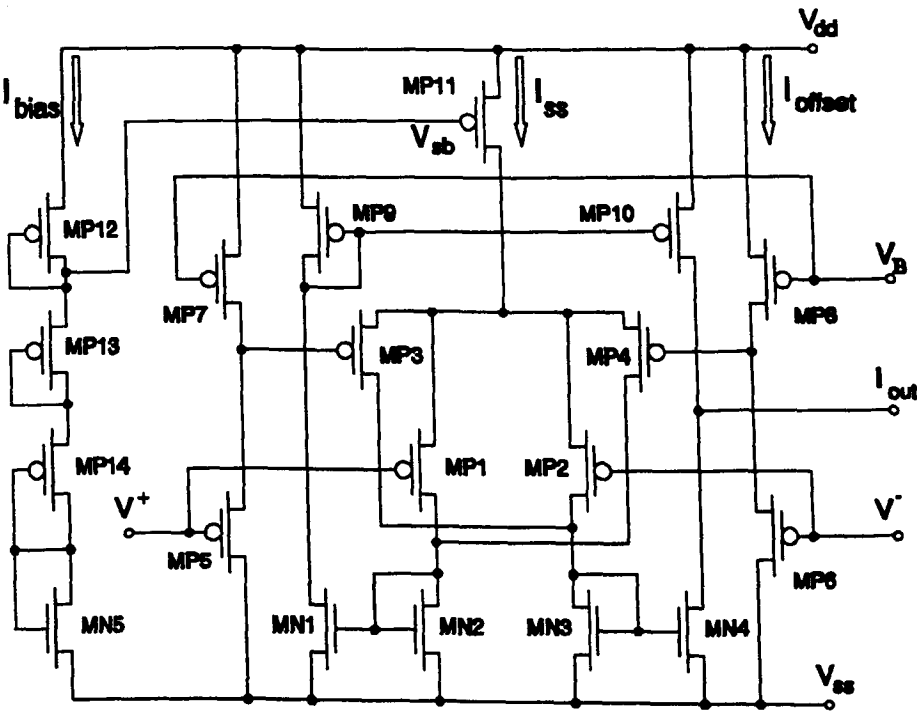 V_dd
I_bias
MP11
I_ss
I_offset
V_sb
MP12
MP9
MP10
V_B
MP7
MP8
MP13
MP3
MP4
I_out
MP14
MP1
MP2
V^+
V^-
MP5
MP6
MN5
MN1
MN2
MN3
MN4
V_ss